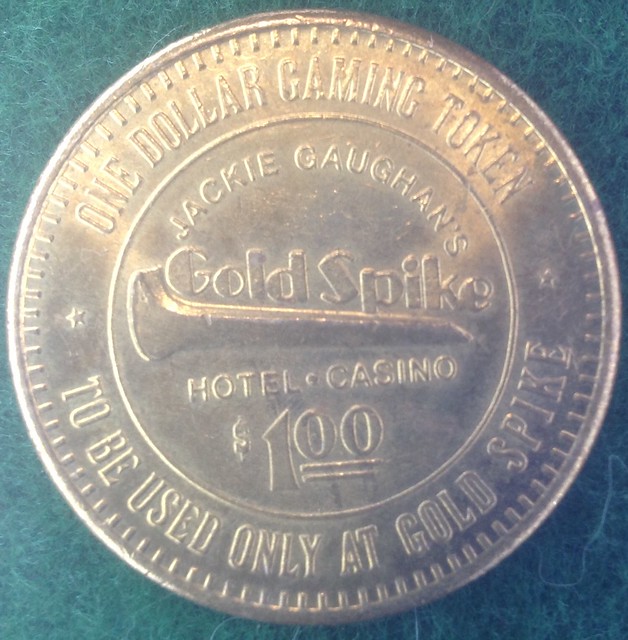 ONE DOLLAR GAMING TOKEN
JACKIE GAUGHAN'S
Gold Spike
HOTEL • CASINO
$1.00
TO BE USED ONLY AT GOLD SPIKE